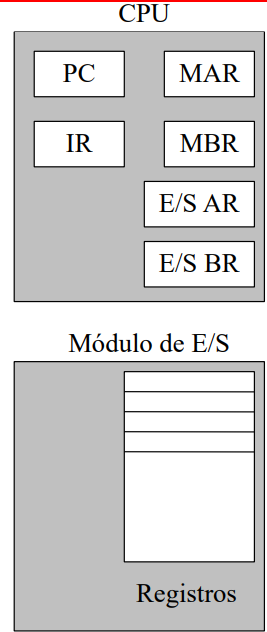 CPU
PC MAR
IR MBR
E/S AR
E/S BR
Módulo de E/S
Registros